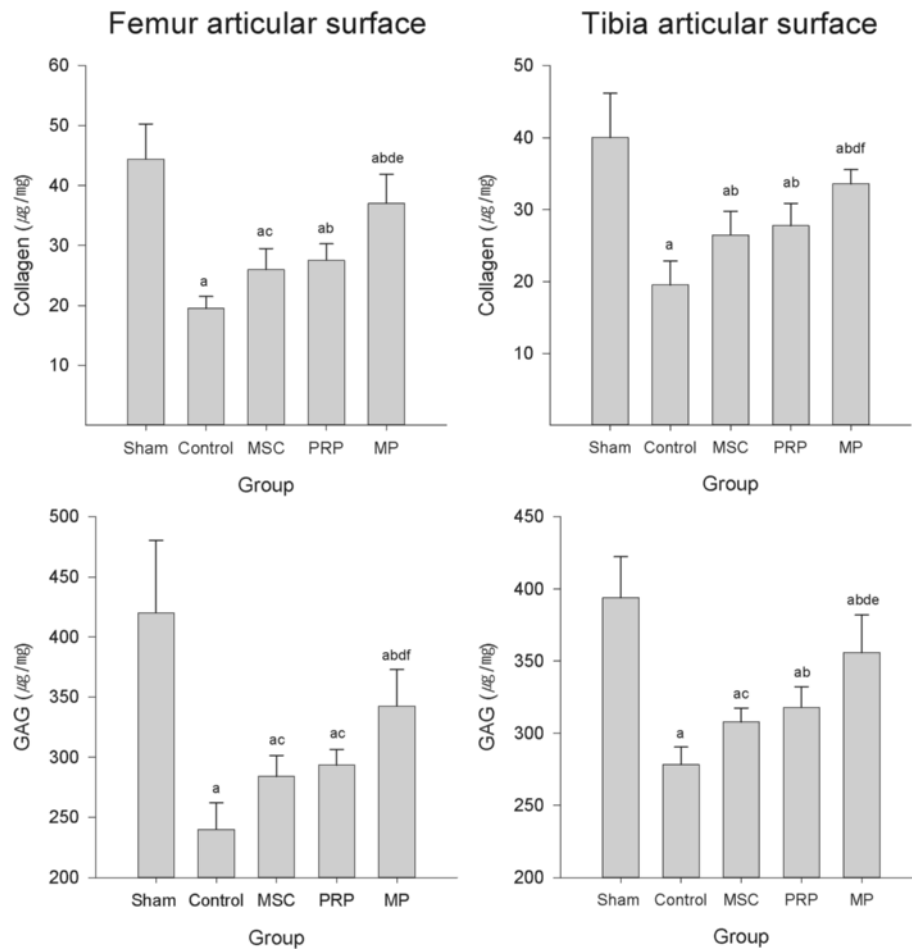 Femur articular surface
Tibia articular surface
Collagen (㎍/㎎)
60
50
40
30
20
10
a
ac
ab
abde
Sham Control MSC PRP MP
Group
Collagen (㎍/㎎)
50
40
30
20
10
a
ab
ab
abdf
Sham Control MSC PRP MP
Group
GAG (㎍/㎎)
500
450
400
350
300
250
200
a
ac
ac
abdf
Sham Control MSC PRP MP
Group
GAG (㎍/㎎)
450
400
350
300
250
200
a
ac
ab
abde
Sham Control MSC PRP MP
Group